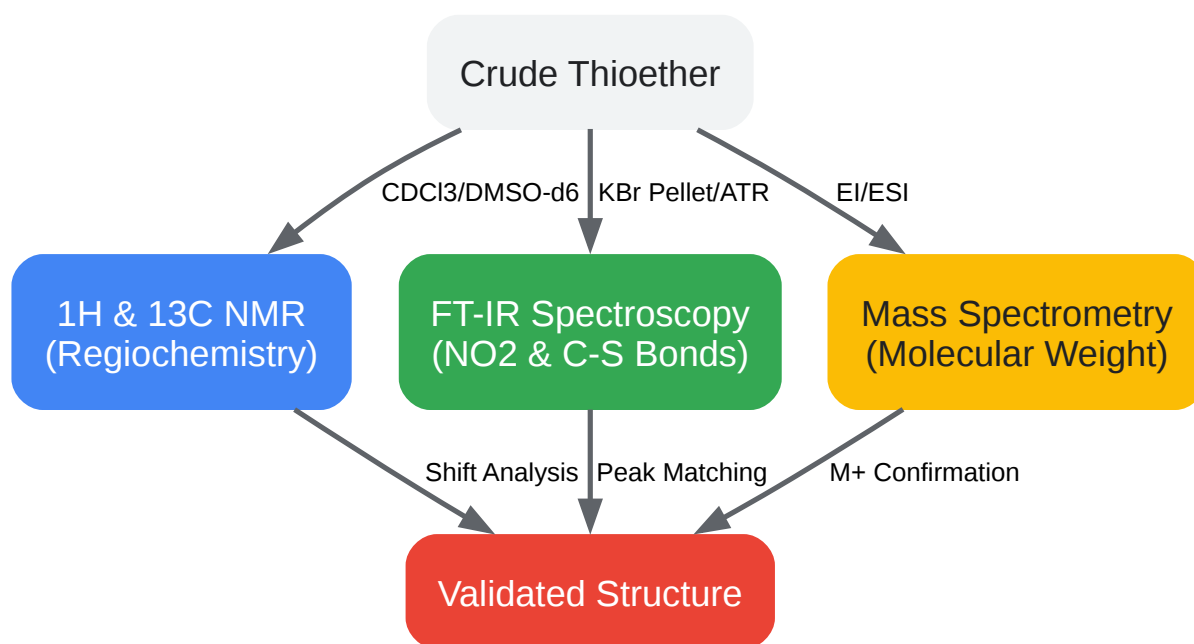 Crude Thioether
CDCl3/DMSO-d6
KBr Pellet/ATR
EI/ESI
1H & 13C NMR
(Regiochemistry)
FT-IR Spectroscopy
(NO2 & C-S Bonds)
Mass Spectrometry
(Molecular Weight)
Shift Analysis
Peak Matching
M+ Confirmation
Validated Structure